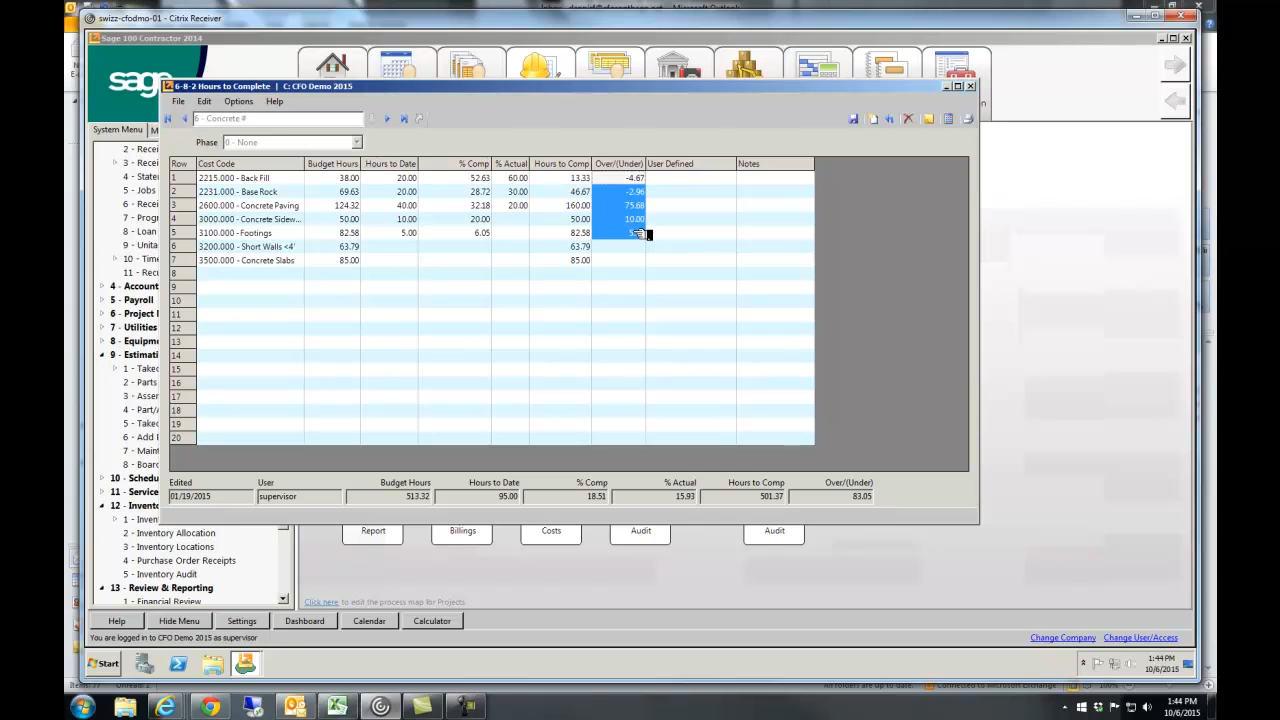 swizz-cfodmo-01 - Citrix Receiver
Sage 100 Contractor 2014
sage
6-8-2 Hours to Complete | C: CFO Demo 2015
File Edit Options Help
6 - Concrete #
System Menu M
Phase 0 - None
Row Cost Code Budget Hours Hours to Date % Comp % Actual Hours to Comp Over/(Under) User Defined Notes
1 2215.000 - Back Fill 38.00 20.00 52.63 60.00 13.33 -4.67
2 2231.000 - Base Rock 69.63 20.00 28.72 30.00 46.67 -2.96
3 2600.000 - Concrete Paving 124.32 40.00 32.18 20.00 160.00 75.68
4 3000.000 - Concrete Sidew... 50.00 10.00 20.00 50.00 10.00
5 3100.000 - Footings 82.58 5.00 6.05 82.58
6 3200.000 - Short Walls <4' 63.79 63.79
7 3500.000 - Concrete Slabs 85.00 85.00
8
9
10
11
12
13
14
15
16
17
18
19
20
2 - Recei
3 - Recei
4 - Staten
5 - Jobs
6 - Recei
7 - Progr
8 - Loan
9 - Unita
10 - Time
11 - Recu
4 - Account
5 - Payroll
6 - Project I
7 - Utilities
8 - Equipm
9 - Estimati
1 - Takeo
2 - Parts
3 - Asser
4 - Part/A
5 - Takeo
6 - Add I
7 - Maint
8 - Board
10 - Schedu
11 - Service
12 - Invento
1 - Invent
2 - Inventory Allocation
3 - Inventory Locations
4 - Purchase Order Receipts
5 - Inventory Audit
13 - Review & Reporting
1 - Financial Review
Edited User Budget Hours Hours to Date % Comp % Actual Hours to Comp Over/(Under)
01/19/2015 supervisor 513.32 95.00 18.51 15.93 501.37 83.05
Report Billings Costs Audit Audit
Click here to edit the process map for Projects
Help Hide Menu Settings Dashboard Calendar Calculator
You are logged in to CFO Demo 2015 as supervisor
Change Company Change User/Access
Start
1:44 PM
10/6/2015
1:44 PM
10/6/2015